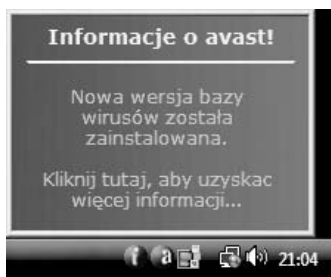 Informacje o avast!
Nowa wersja bazy
wirusów została
zainstalowana.
Kliknij tutaj, aby uzyskac
więcej informacji...
21:04